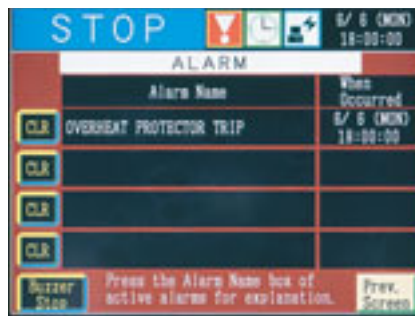 STOP
6/ 6 (MON)
18:00:00
ALARM
Alarm Name
When
Occurred
CLR
OVERHEAT PROTECTOR TRIP
6/ 6 (MON)
18:00:00
CLR
CLR
CLR
Buzzer
Stop
Press the Alarm Name box of
active alarms for explanation.
Prev.
Screen